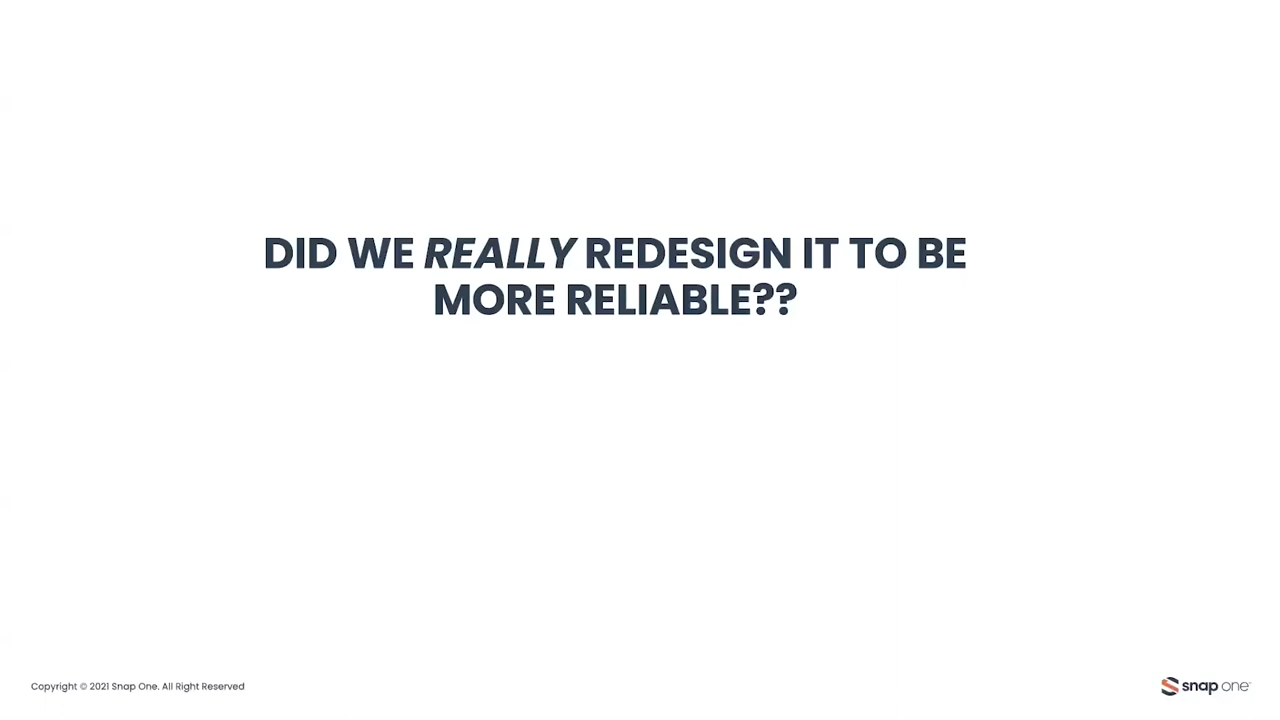 DID WE REALLY REDESIGN IT TO BE
MORE RELIABLE??
Copyright © 2021 Snap One. All Right Reserved
snap one